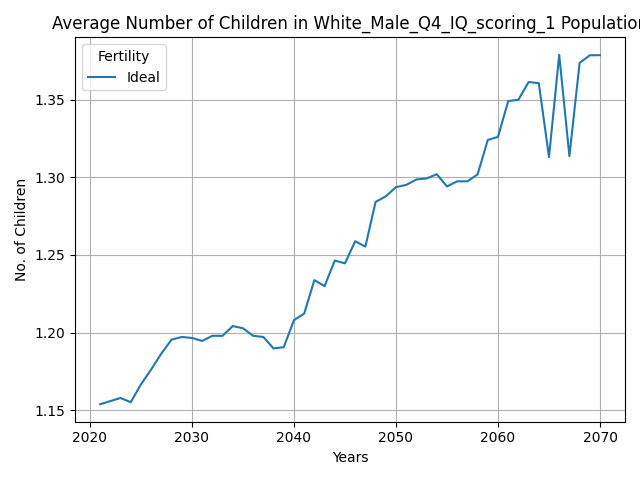 Average Number of Children in White_Male_Q4_IQ_scoring_1 Population
Fertility
Ideal
No. of Children
1.35
1.30
1.25
1.20
1.15
2020 2030 2040 2050 2060 2070
Years